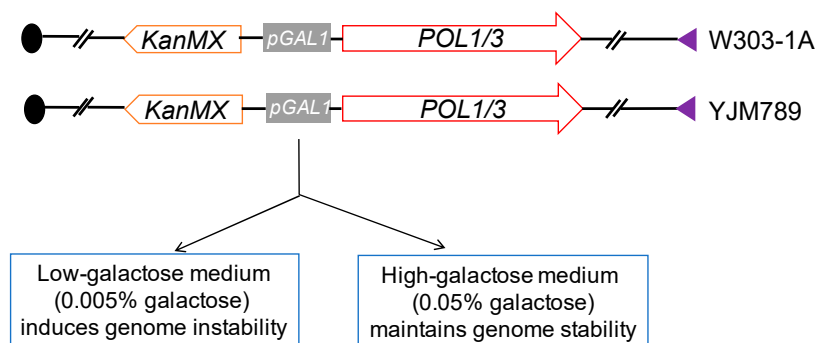 KanMX pGAL1 POL1/3 W303-1A
KanMX pGAL1 POL1/3 YJM789
Low-galactose medium
(0.005% galactose)
induces genome instability
High-galactose medium
(0.05% galactose)
maintains genome stability